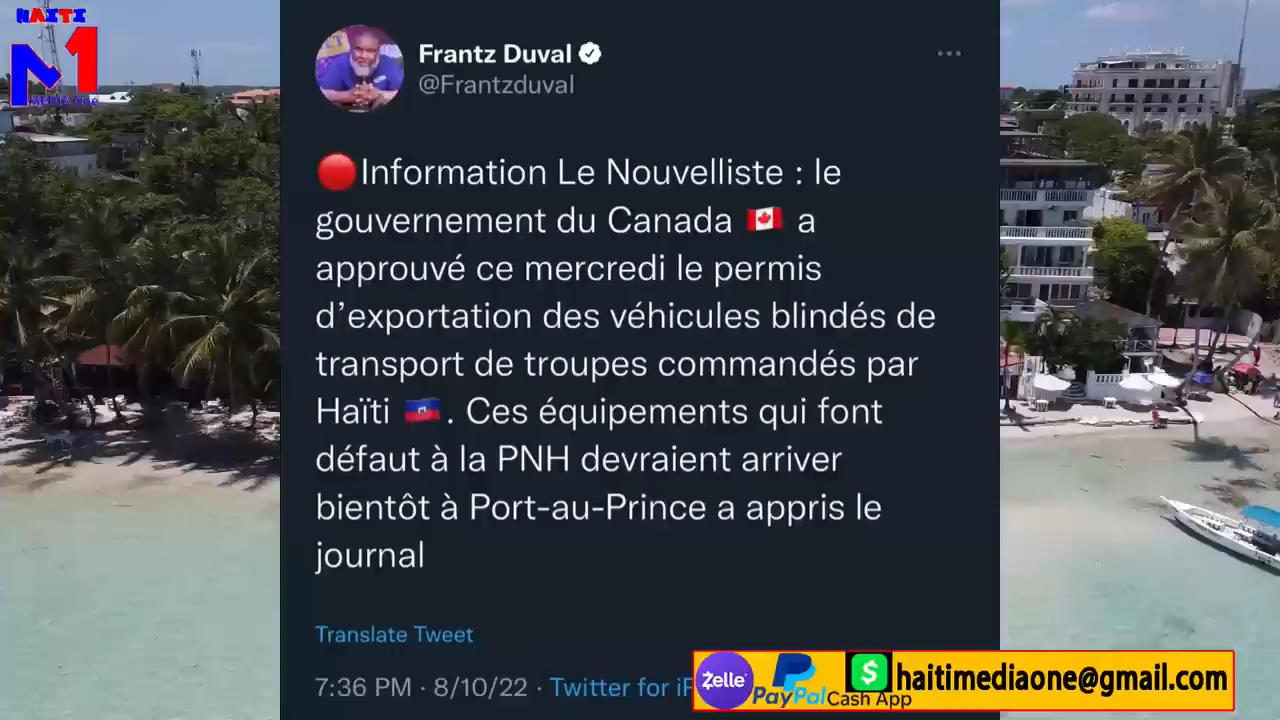 HAITI
M1
MEDIA One
Frantz Duval
@Frantzduval
Information Le Nouvelliste : le
gouvernement du Canada 🇨🇦 a
approuvé ce mercredi le permis
d’exportation des véhicules blindés de
transport de troupes commandés par
Haïti 🇭🇹. Ces équipements qui font
défaut à la PNH devraient arriver
bientôt à Port-au-Prince a appris le
journal
Translate Tweet
7:36 PM · 8/10/22 · Twitter for
Zelle
PayPal
$
Cash App
haitimediaone@gmail.com